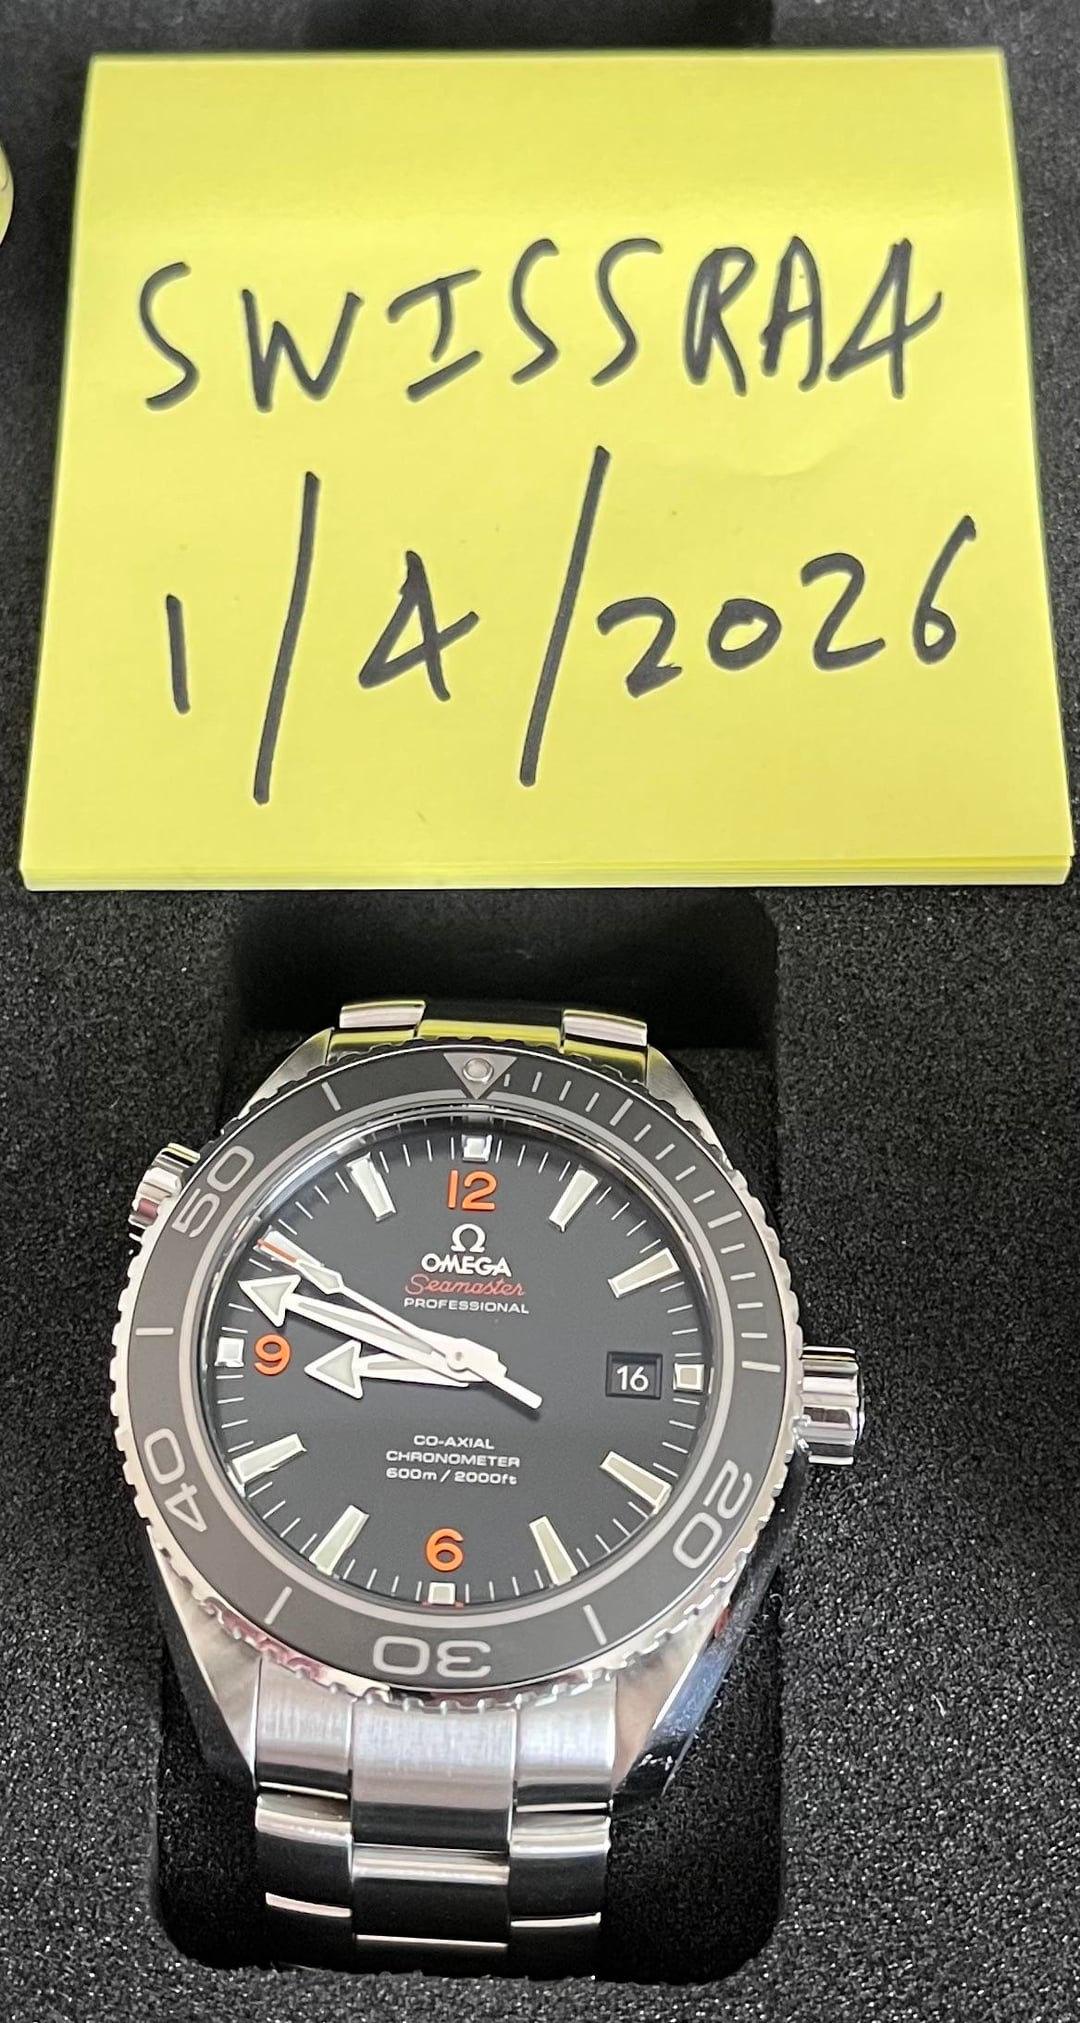 SWISSRA4
1/4/2026
50
12
Ω
OMEGA
Seamaster
PROFESSIONAL
9
16
CO-AXIAL
CHRONOMETER
600m / 2000ft
40
20
6
30